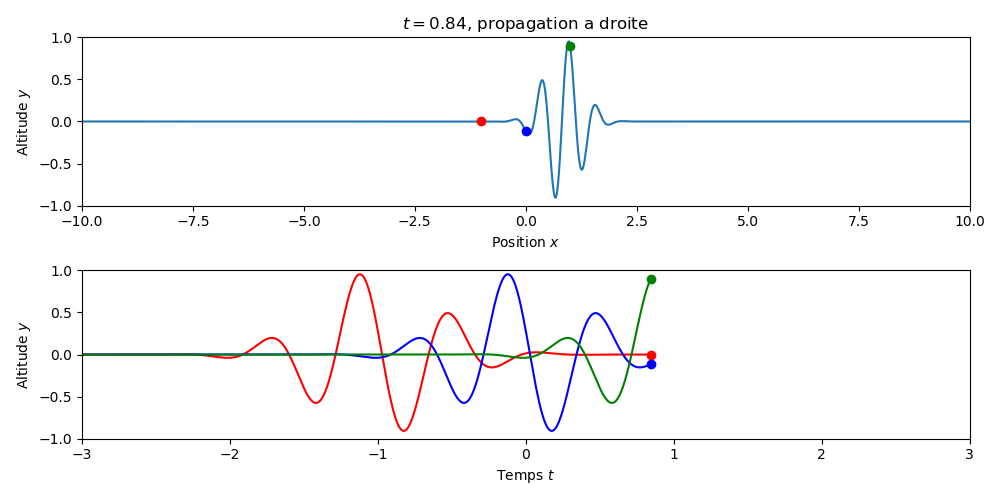 t = 0.84, propagation a droite
Altitude y
1.0
0.5
0.0
−0.5
−1.0
−10.0 −7.5 −5.0 −2.5 0.0 2.5 5.0 7.5 10.0
Position x
Altitude y
1.0
0.5
0.0
−0.5
−1.0
−3 −2 −1 0 1 2 3
Temps t